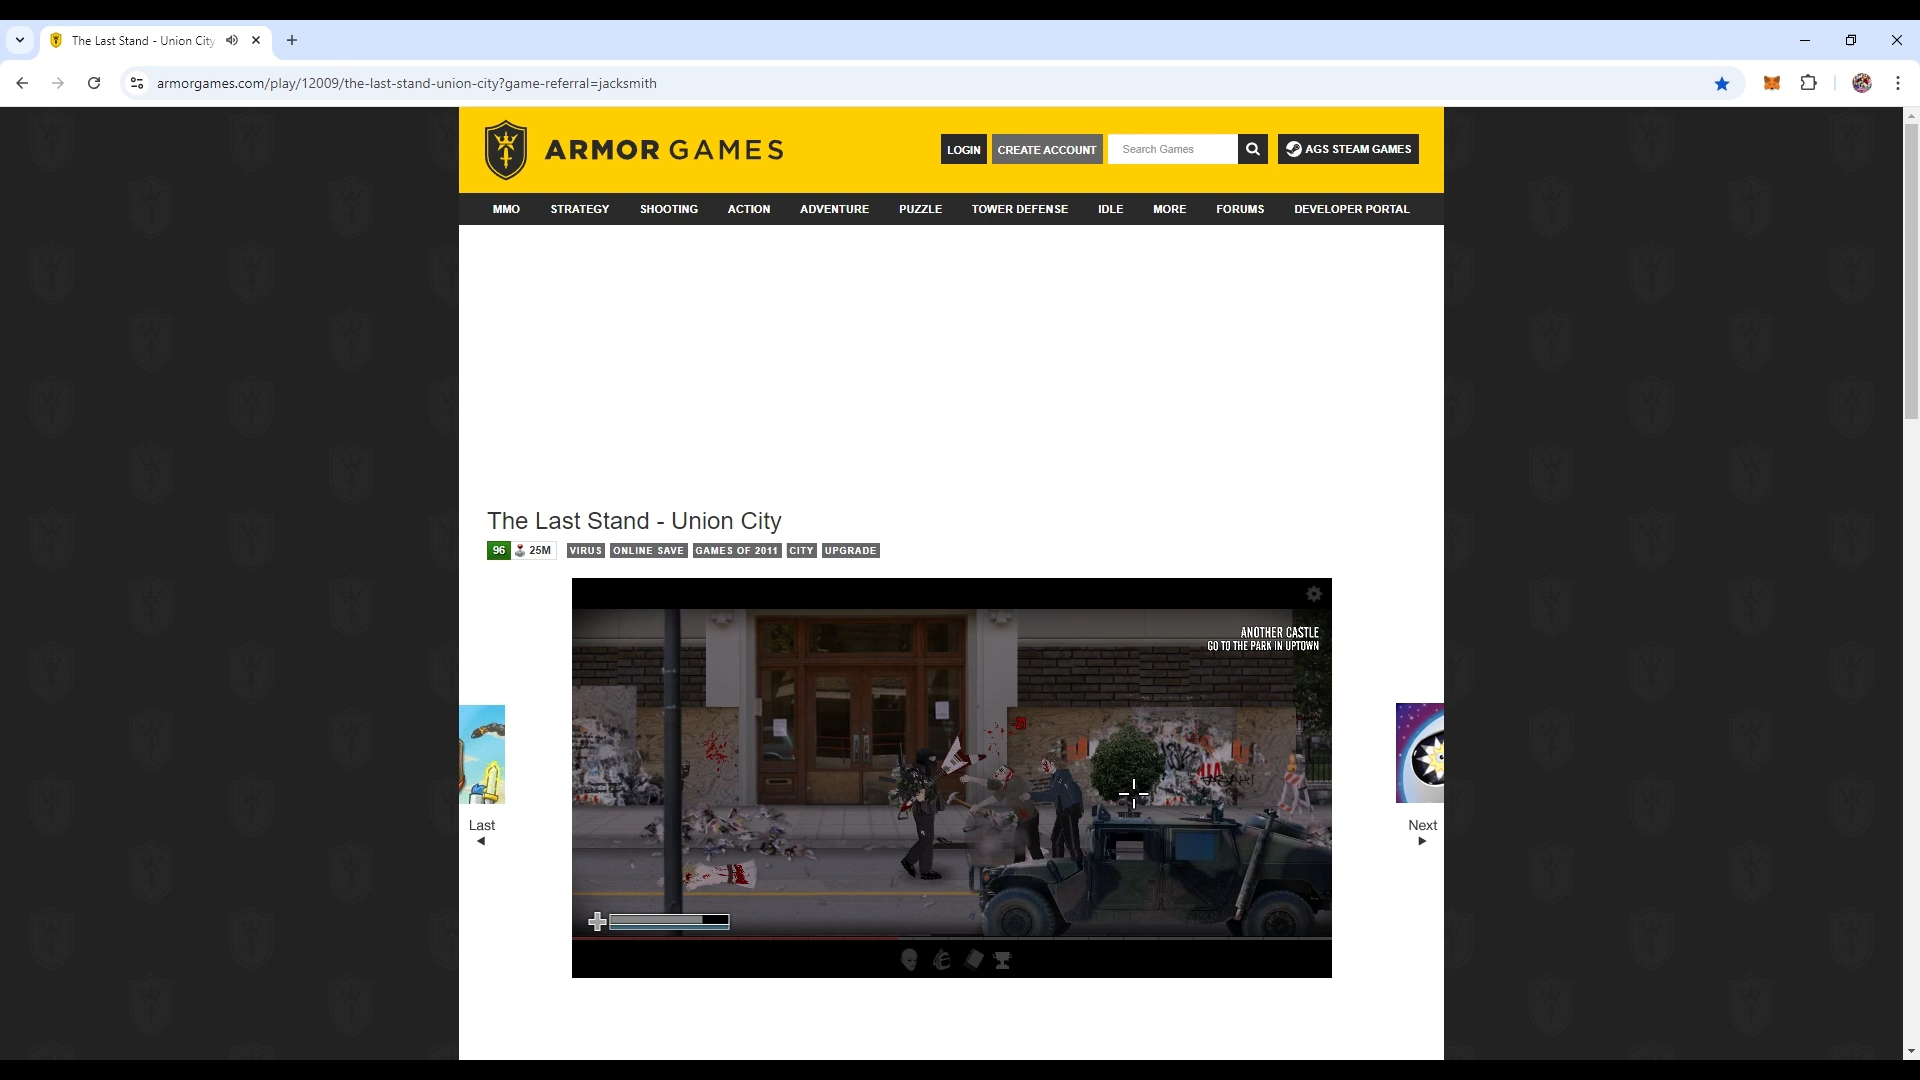 The Last Stand - Union City
armorgames.com/play/12009/the-last-stand-union-city?game-referral=jacksmith
ARMOR GAMES
LOGIN
CREATE ACCOUNT
Search Games
AGS STEAM GAMES
MMO
STRATEGY
SHOOTING
ACTION
ADVENTURE
PUZZLE
TOWER DEFENSE
IDLE
MORE
FORUMS
DEVELOPER PORTAL
The Last Stand - Union City
96
25M
VIRUS
ONLINE SAVE
GAMES OF 2011
CITY
UPGRADE
ANOTHER CASTLE
GO TO THE PARK IN UPTOWN
Last
Next